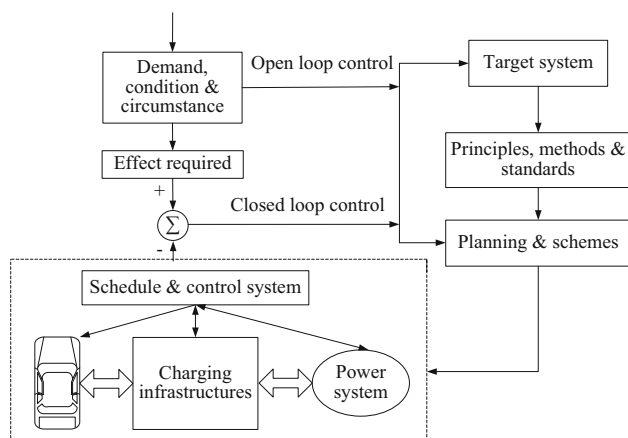 Demand,
condition &
circumstance
Open loop control
Target system
Effect required
Principles, methods &
standards
+
Σ
Closed loop control
Planning & schemes
-
Schedule & control system
Charging
infrastructures
Power
system